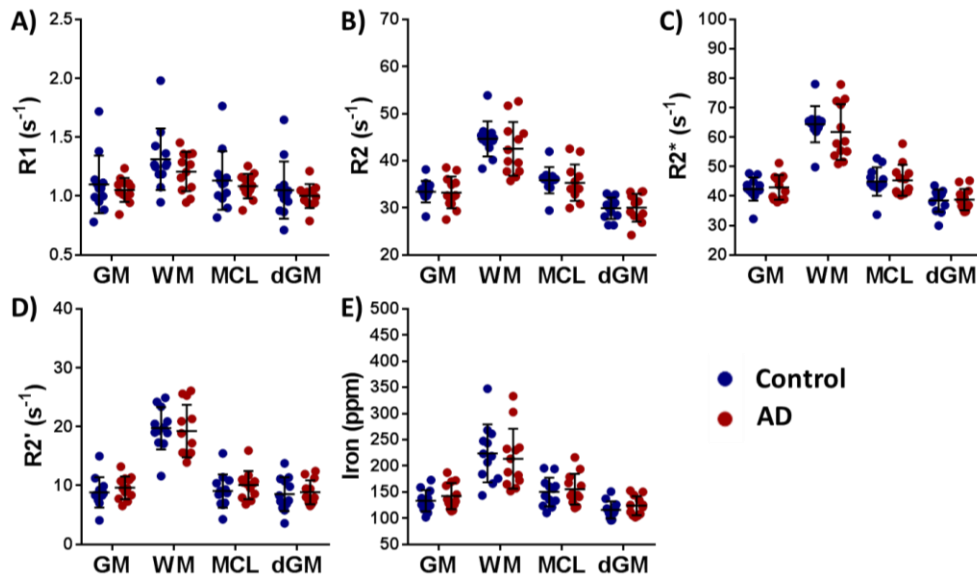 A)
R1 (s⁻¹)
2.5
2.0
1.5
1.0
0.5
GM WM MCL dGM
B)
R2 (s⁻¹)
70
60
50
40
30
20
GM WM MCL dGM
C)
R2* (s⁻¹)
100
90
80
70
60
50
40
30
20
GM WM MCL dGM
D)
R2' (s⁻¹)
40
30
20
10
0
GM WM MCL dGM
E)
Iron (ppm)
500
450
400
350
300
250
200
150
100
50
GM WM MCL dGM
Control
AD